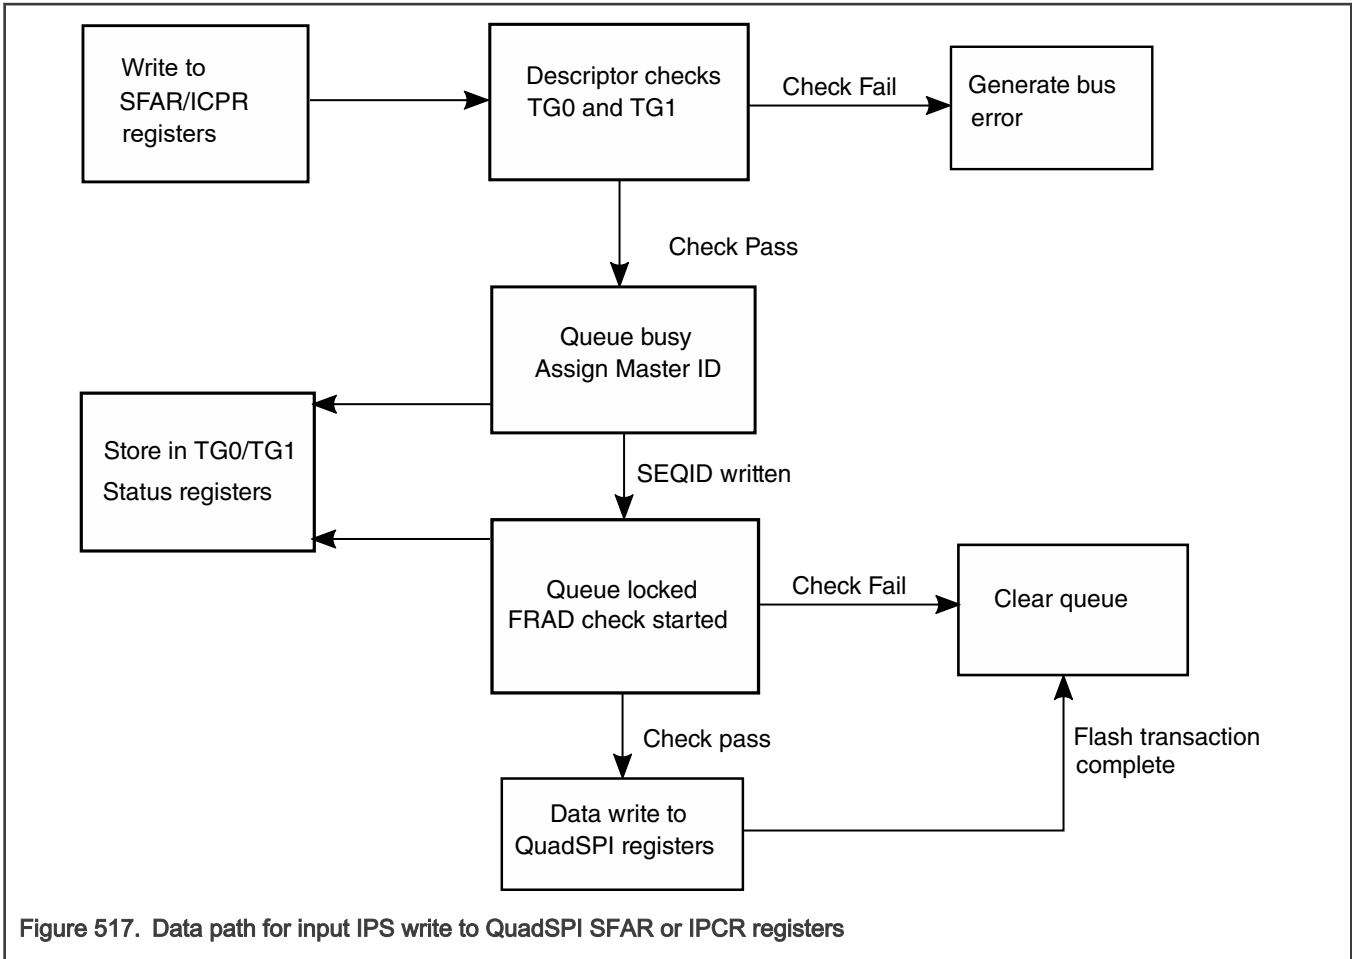 Write to
SFAR/ICPR
registers
Descriptor checks
TG0 and TG1
Check Fail
Generate bus
error
Check Pass
Queue busy
Assign Master ID
Store in TG0/TG1
Status registers
SEQID written
Queue locked
FRAD check started
Check Fail
Clear queue
Check pass
Flash transaction
complete
Data write to
QuadSPI registers
Figure 517. Data path for input IPS write to QuadSPI SFAR or IPCR registers